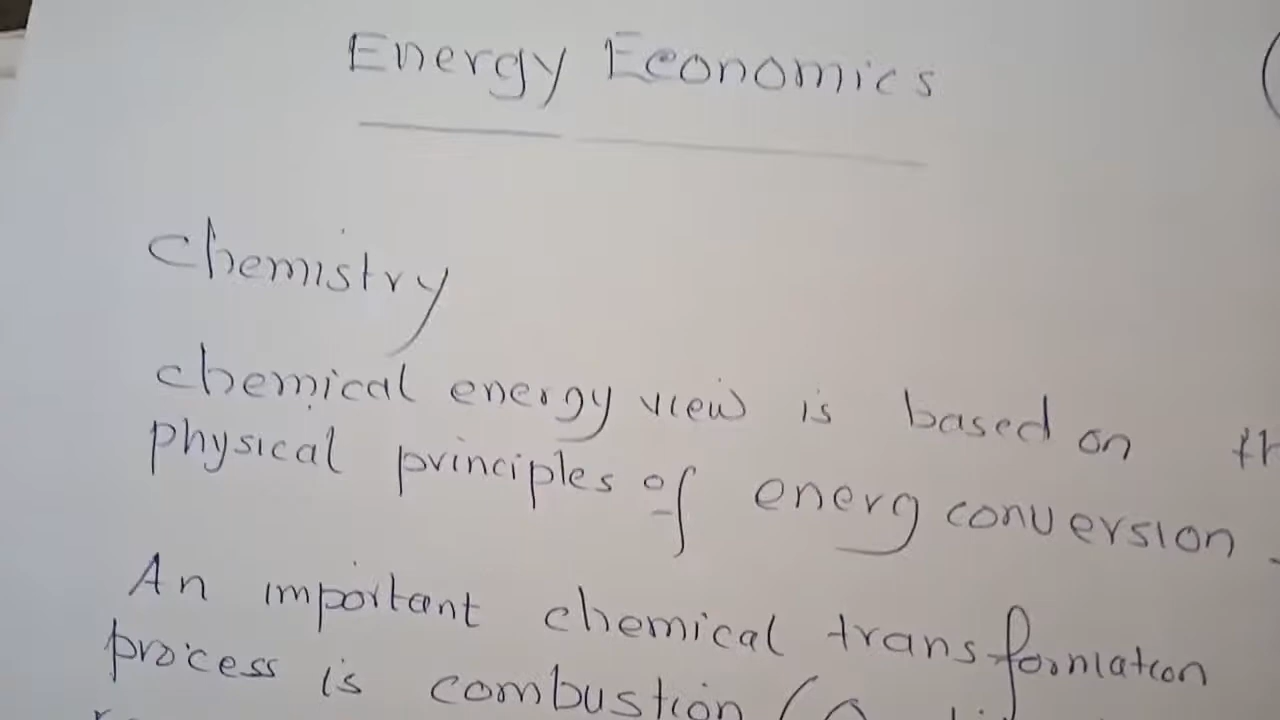 Energy Economics
Chemistry
chemical energy view is based on
physical principles of energ conversion.
An important chemical transformation
process is combustion (